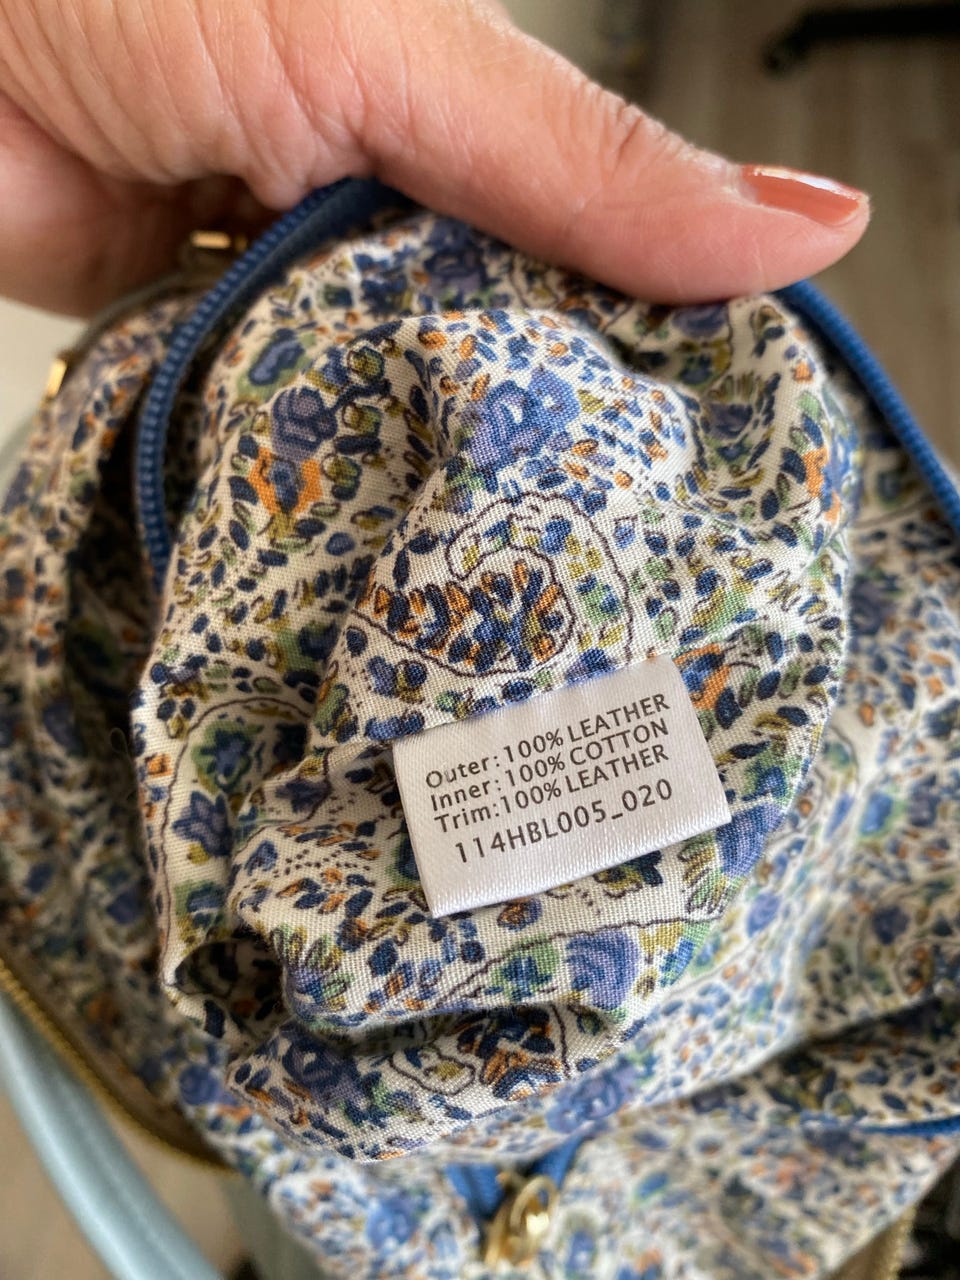 Outer: 100% LEATHER
Inner: 100% COTTON
Trim:100% LEATHER
114HBL005_020